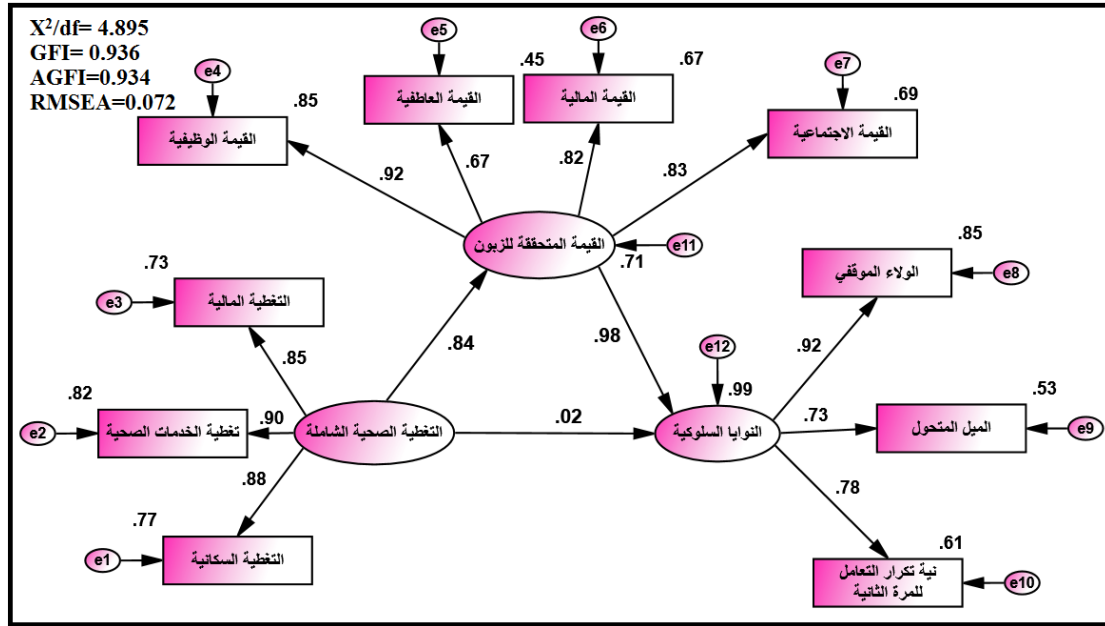 X²/df= 4.895
GFI= 0.936
AGFI=0.934
RMSEA=0.072
e4
.85
القيمة الوظيفية
e5
.45
القيمة العاطفية
e6
.67
القيمة المالية
e7
.69
القيمة الاجتماعية
.92
.67
.82
.83
القيمة المتحققة للزبون
.71
e11
.73
e3
التغطية المالية
.85
.85
الولاء الموقفي
e8
.84
.98
e12
.92
.82
e2
تغطية الخدمات الصحية
.90
التغطية الصحية الشاملة
.02
.99
النوايا السلوكية
.73
.53
الميل المتحول
e9
.88
.78
.77
e1
التغطية السكانية
.61
نية تكرار التعامل
للمرة الثانية
e10